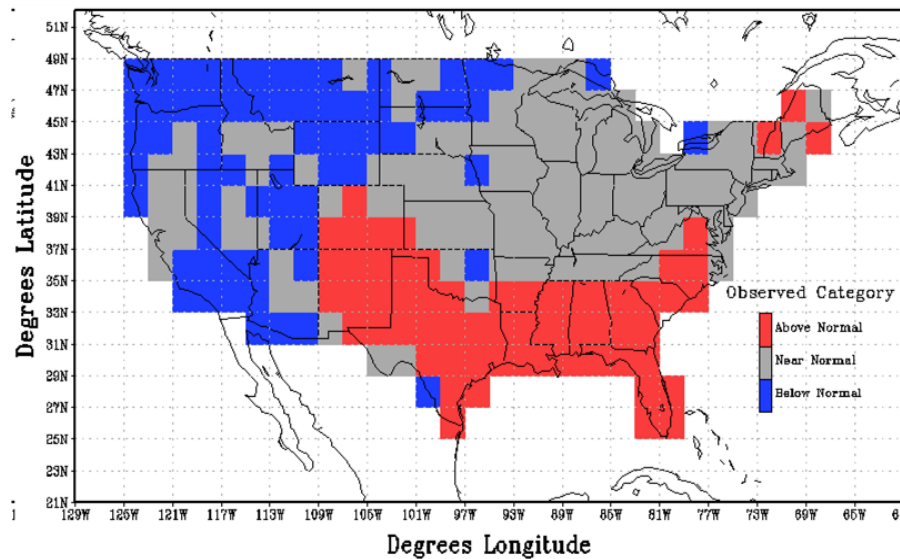 51N
49N
47N
45N
43N
41N
39N
37N
35N
33N
31N
29N
27N
25N
23N
21N
Degrees Latitude
Observed Category
Above Normal
Near Normal
Below Normal
129W 125W 121W 117W 113W 109W 105W 101W 97W 93W 89W 85W 81W 77W 73W 69W 65W
Degrees Longitude